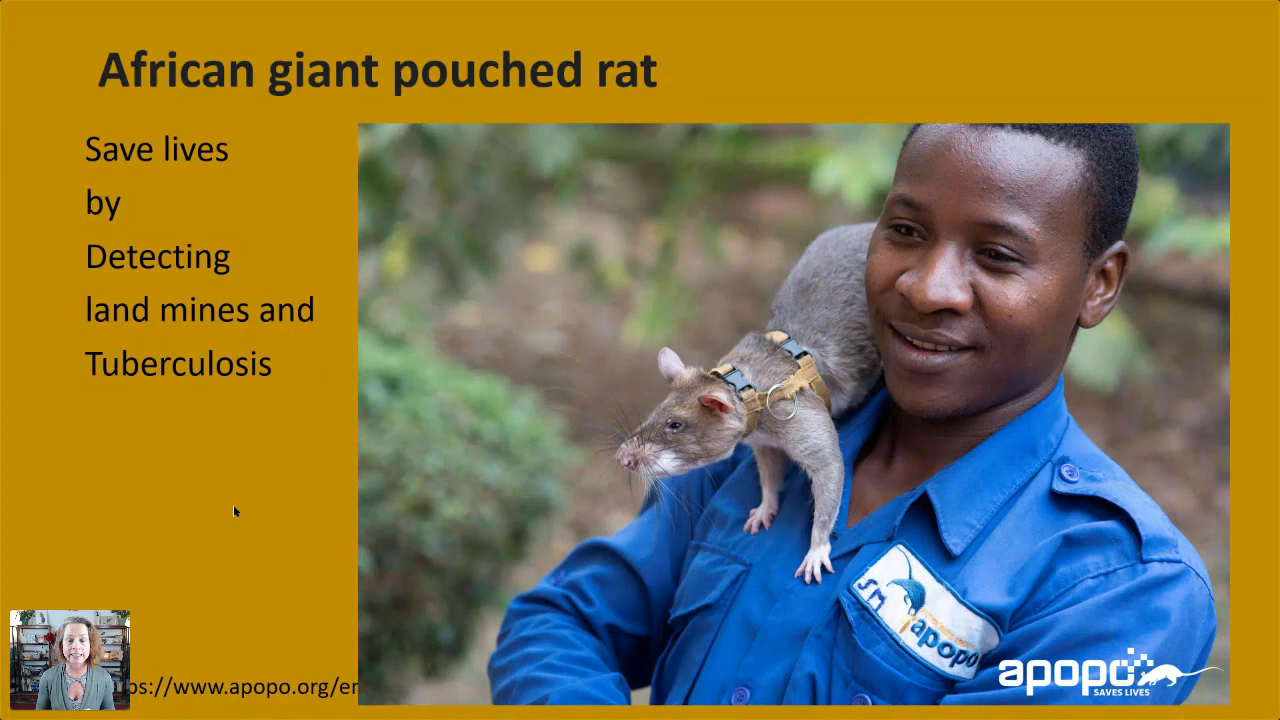 African giant pouched rat
Save lives
by
Detecting
land mines and
Tuberculosis
SM
apopo
apopo
SAVES LIVES
ps://www.apopo.org/en